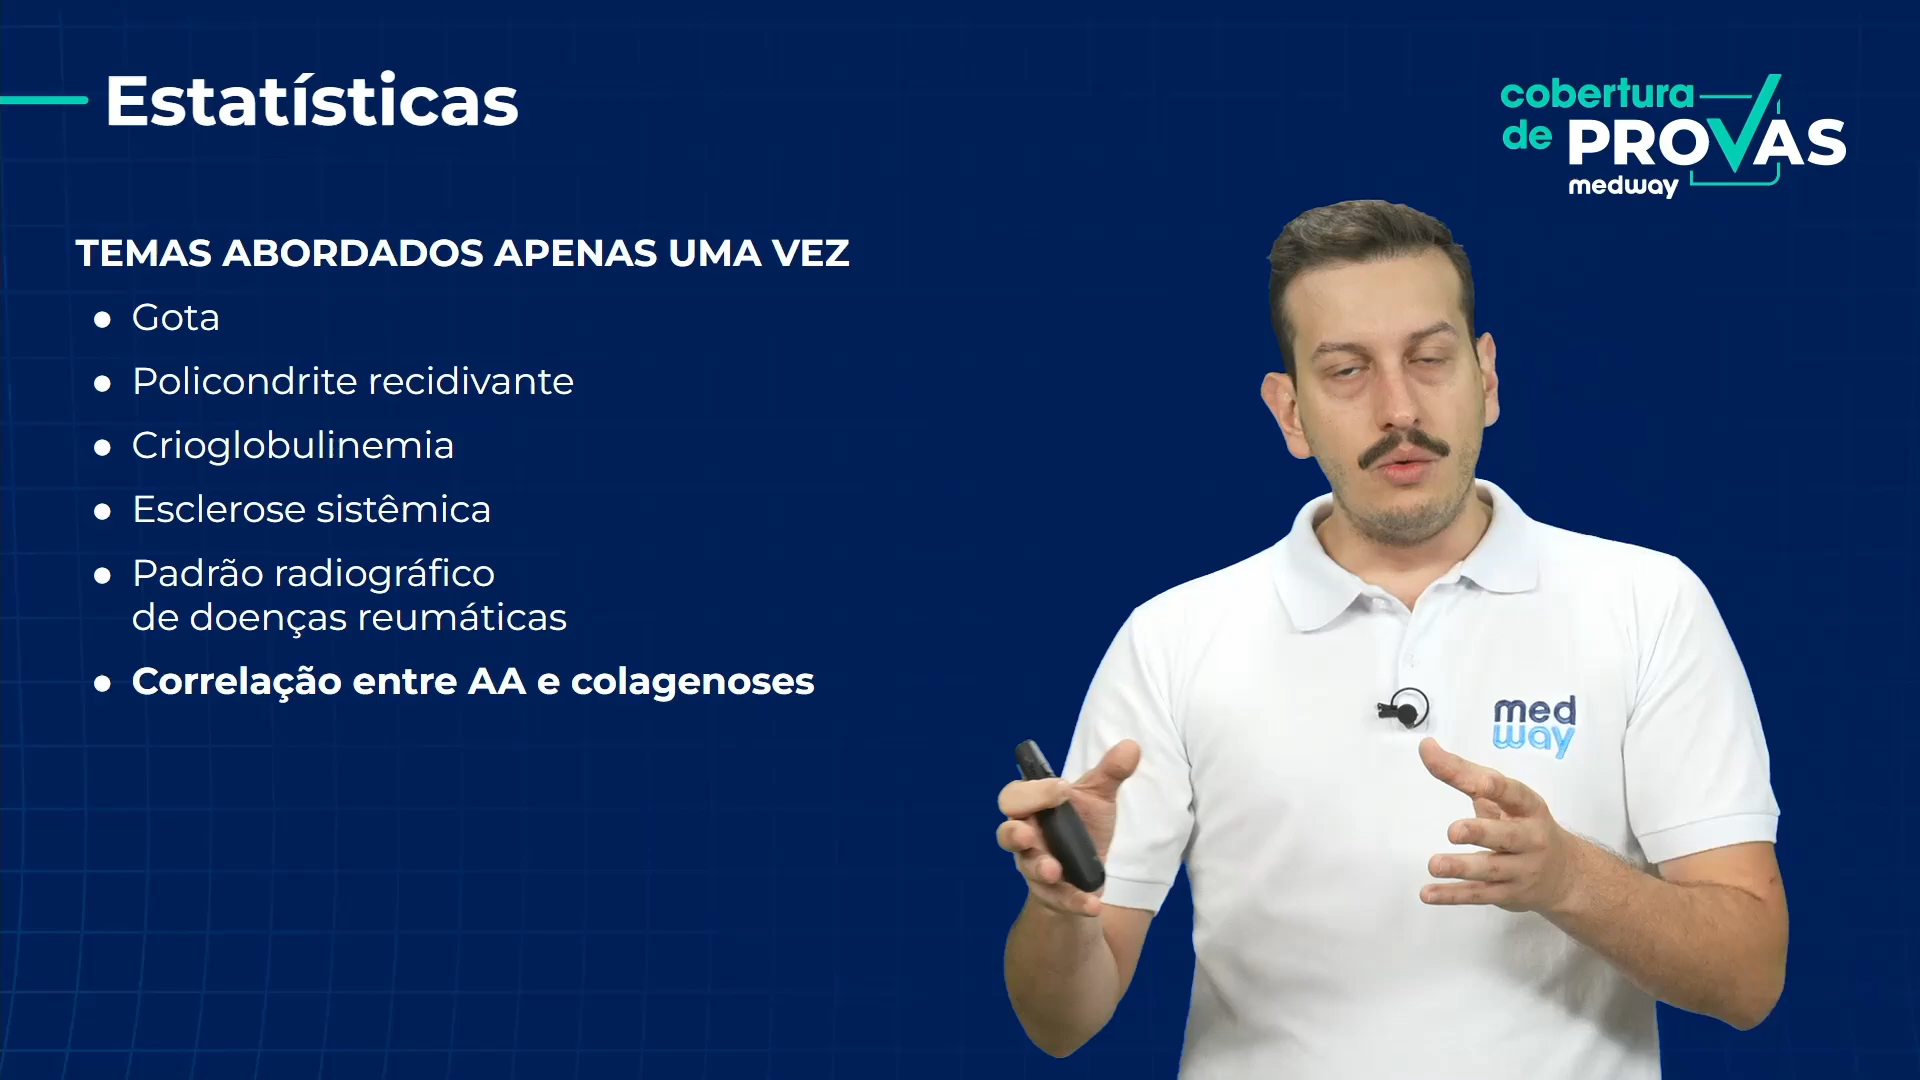 Estatísticas
cobertura
de PROVAS
medway
TEMAS ABORDADOS APENAS UMA VEZ
● Gota
● Policondrite recidivante
● Crioglobulinemia
● Esclerose sistêmica
● Padrão radiográfico
de doenças reumáticas
● Correlação entre AA e colagenoses
med
way